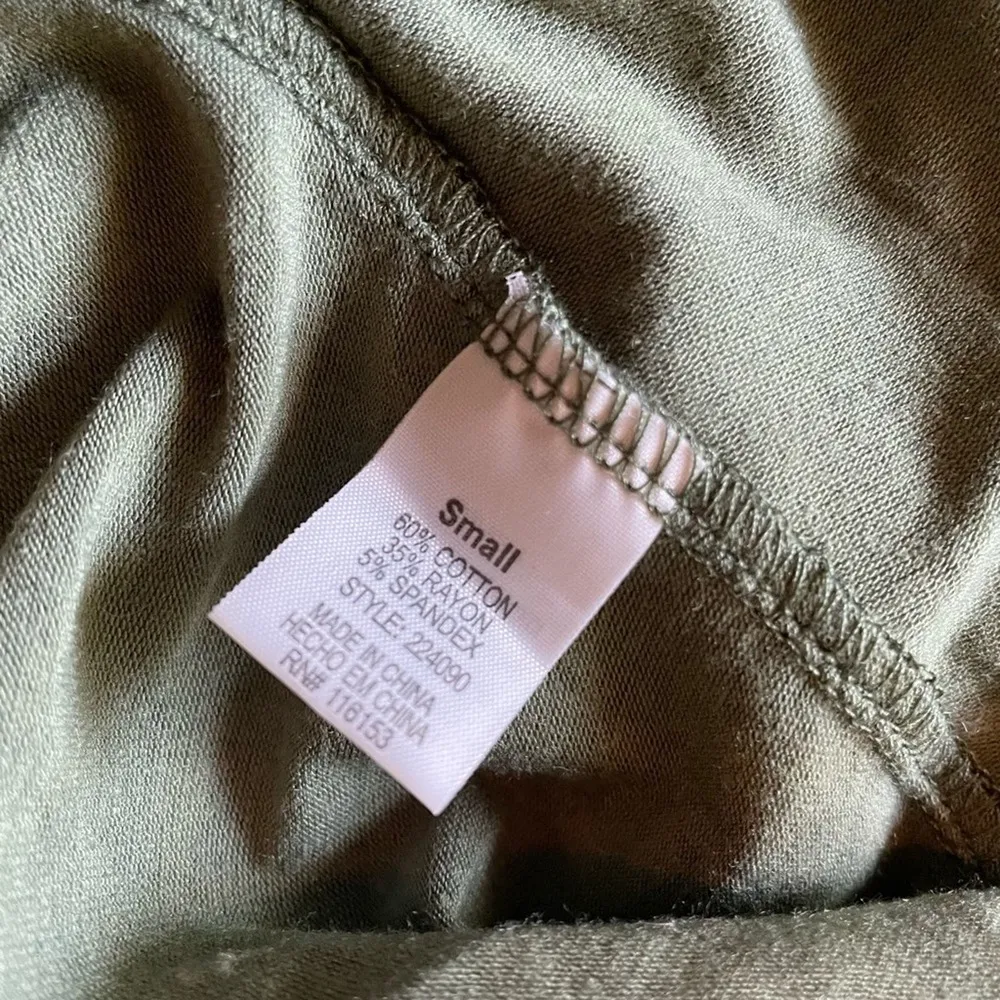 Small
60% COTTON
35% RAYON
5% SPANDEX
STYLE: 224090
MADE IN CHINA
HECHO EM CHINA
RN# 116153